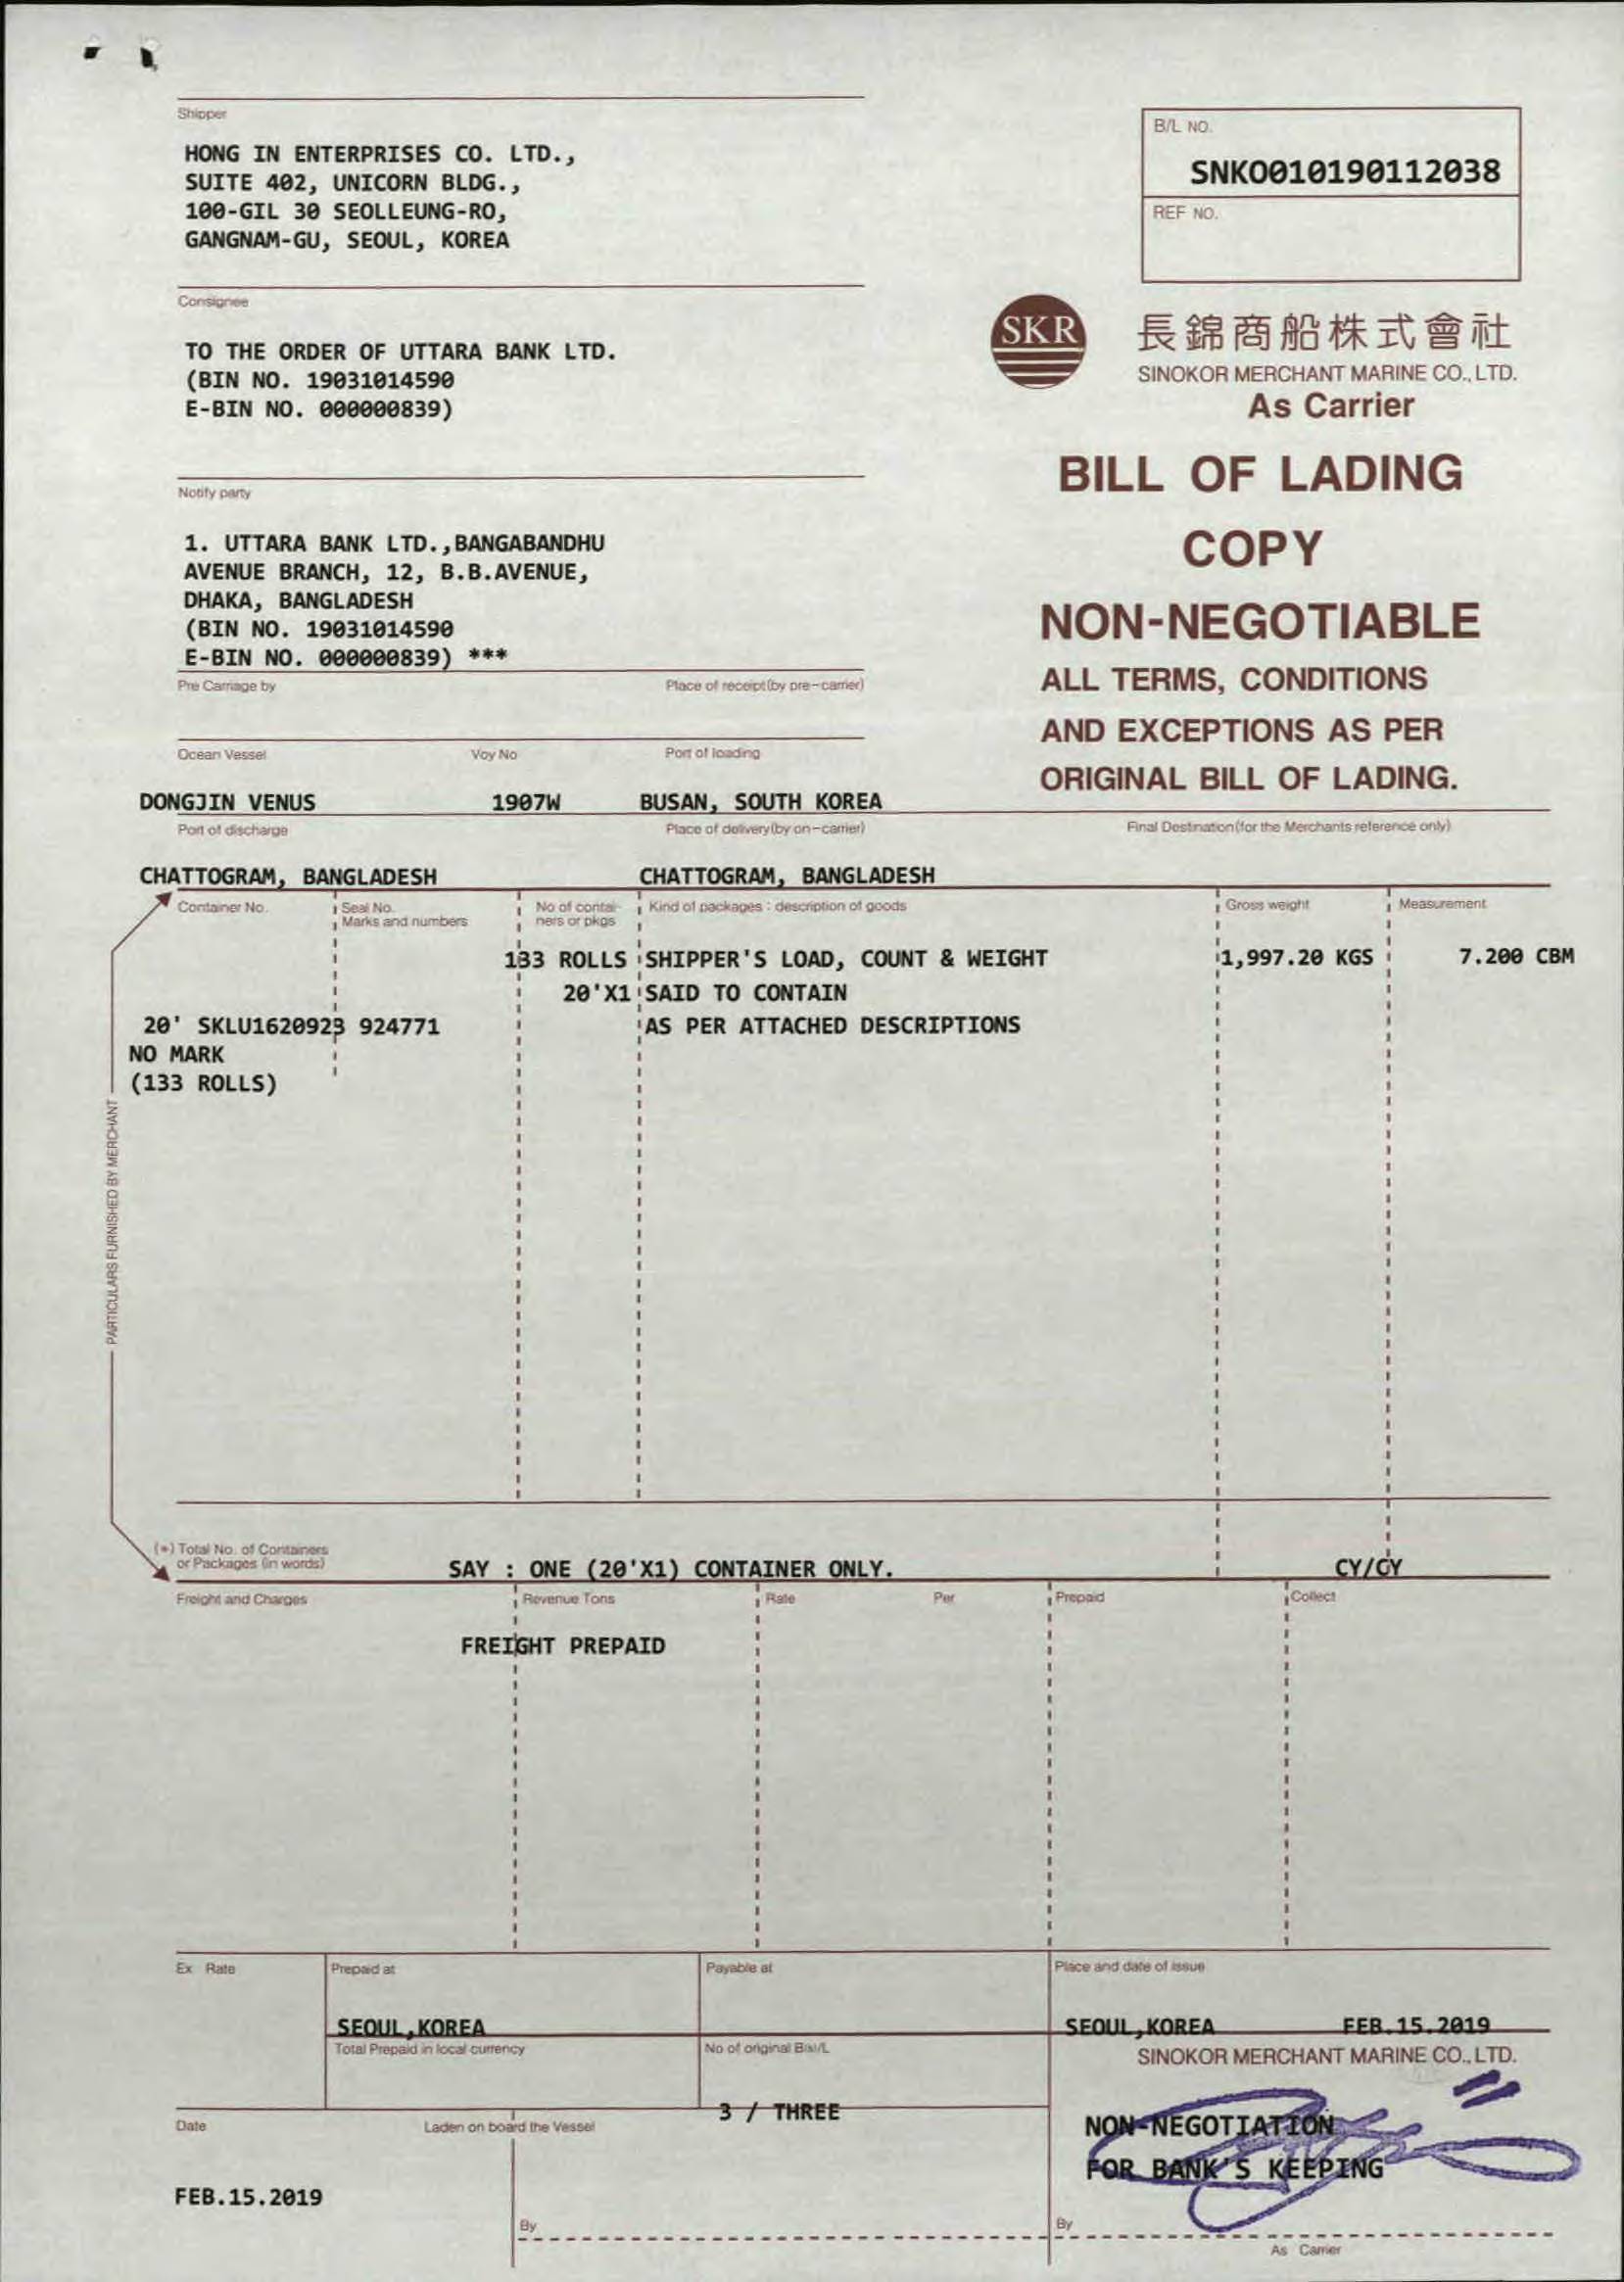 Shipper
HONG IN ENTERPRISES CO. LTD.,
SUITE 402, UNICORN BLDG.,
100-GIL 30 SEOLLEUNG-RO,
GANGNAM-GU, SEOUL, KOREA
B/L NO.
SNKO010190112038
REF NO.
Consignee
TO THE ORDER OF UTTARA BANK LTD.
(BIN NO. 19031014590
E-BIN NO. 000000839)
SKR
長錦商船株式會社
SINOKOR MERCHANT MARINE CO., LTD.
As Carrier
BILL OF LADING
COPY
NON-NEGOTIABLE
ALL TERMS, CONDITIONS
AND EXCEPTIONS AS PER
ORIGINAL BILL OF LADING.
Notify party
1. UTTARA BANK LTD.,BANGABANDHU
AVENUE BRANCH, 12, B.B.AVENUE,
DHAKA, BANGLADESH
(BIN NO. 19031014590
E-BIN NO. 000000839) ***
Pre Carriage by Place of receipt(by pre-carrier)
Ocean Vessel Voy No Port of loading
DONGJIN VENUS 1907W BUSAN, SOUTH KOREA
Port of discharge Place of delivery(by on-carrier) Final Destination(for the Merchants reference only)
CHATTOGRAM, BANGLADESH CHATTOGRAM, BANGLADESH
Container No. Seal No. No of contai- Kind of packages : description of goods Gross weight Measurement
Marks and numbers ners or pkgs
133 ROLLS SHIPPER'S LOAD, COUNT & WEIGHT 1,997.20 KGS 7.200 CBM
20'X1 SAID TO CONTAIN
20' SKLU1620923 924771 AS PER ATTACHED DESCRIPTIONS
NO MARK
(133 ROLLS)
PARTICULARS FURNISHED BY MERCHANT
(*) Total No. of Containers
or Packages (in words) SAY : ONE (20'X1) CONTAINER ONLY. CY/CY
Freight and Charges Revenue Tons Rate Per Prepaid Collect
FREIGHT PREPAID
Ex Rate Prepaid at Payable at Place and date of issue
SEOUL,KOREA SEOUL,KOREA FEB.15.2019
Total Prepaid in local currency No of original B(s)/L SINOKOR MERCHANT MARINE CO., LTD.
3 / THREE
Date Laden on board the Vessel
NON-NEGOTIATION
FOR BANK'S KEEPING
FEB.15.2019
By By
As Carrier